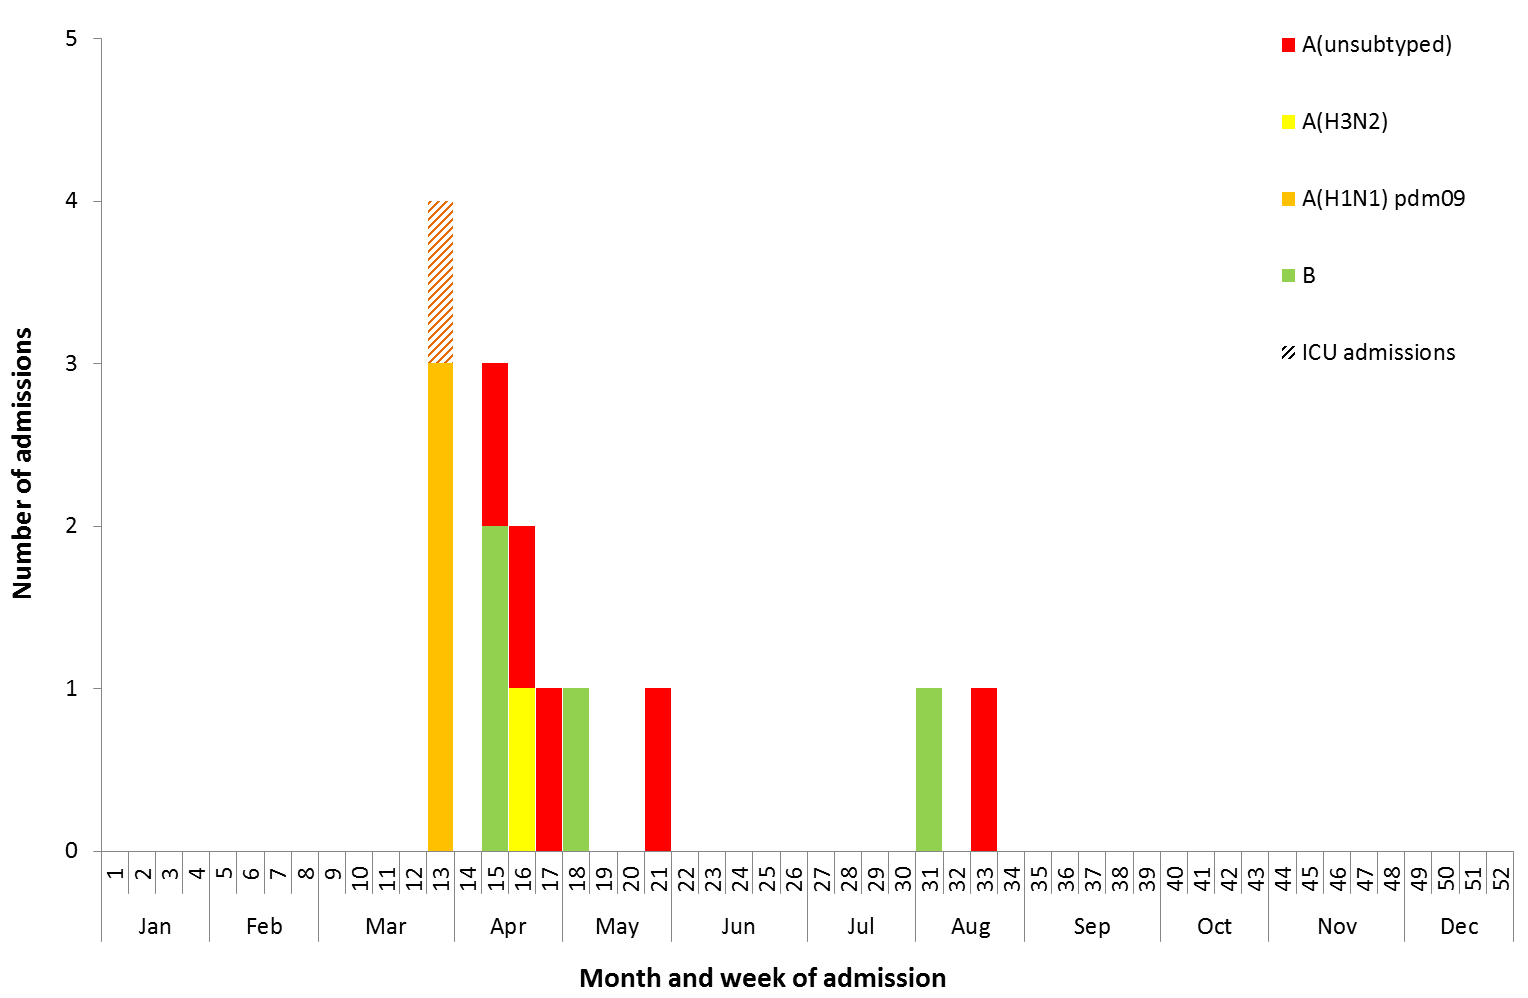 5
4
3
2
1
0
Number of admissions
A(unsubtyped)
A(H3N2)
A(H1N1) pdm09
B
ICU admissions
1 2 3 4 5 6 7 8 9 10 11 12 13 14 15 16 17 18 19 20 21 22 23 24 25 26 27 28 29 30 31 32 33 34 35 36 37 38 39 40 41 42 43 44 45 46 47 48 49 50 51 52
Jan Feb Mar Apr May Jun Jul Aug Sep Oct Nov Dec
Month and week of admission